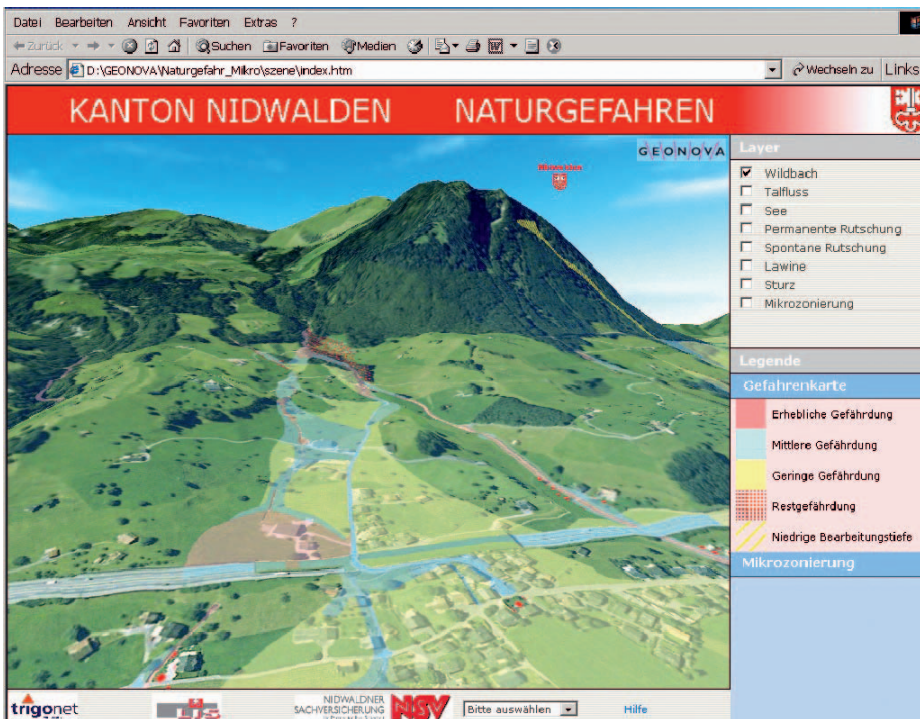 Datei Bearbeiten Ansicht Favoriten Extras ?
Zurück Suchen Favoriten Medien
Adresse D:\GEONOVA\Naturgefahr_Mikro\szene\index.htm Wechseln zu Links
KANTON NIDWALDEN NATURGEFAHREN
GEONOVA
Layer
Wildbach
Talfluss
See
Permanente Rutschung
Spontane Rutschung
Lawine
Sturz
Mikrozonierung
Legende
Gefahrenkarte
Erhebliche Gefährdung
Mittlere Gefährdung
Geringe Gefährdung
Restgefährdung
Niedrige Bearbeitungstiefe
Mikrozonierung
trigonet
NIDWALDNER
SACHVERSICHERUNG
NSV
Bitte auswählen
Hilfe